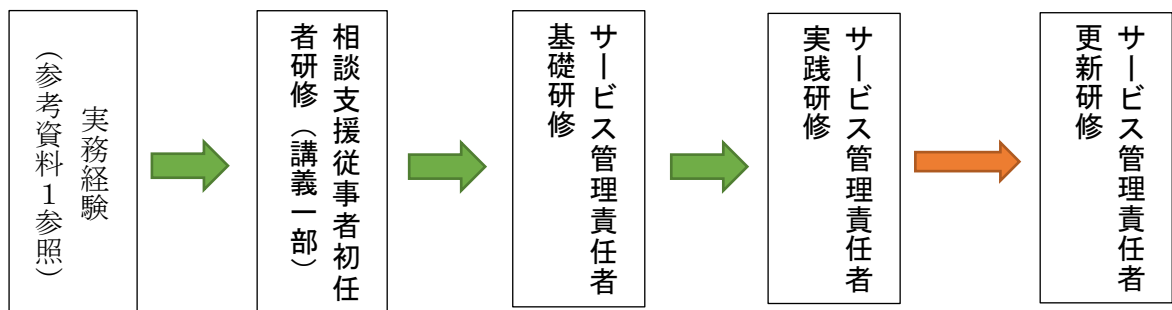 実務経験
（参考資料１参照）
相談支援従事者初任
者研修（講義一部）
サービス管理責任者
基礎研修
サービス管理責任者
実践研修
サービス管理責任者
更新研修